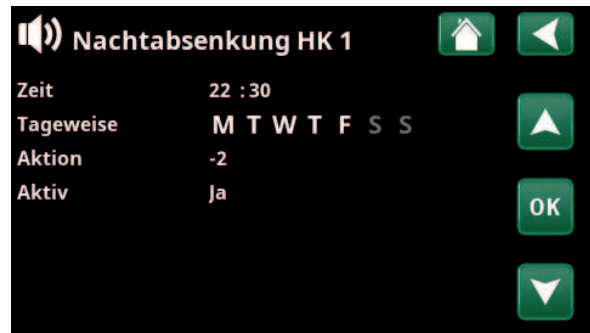 Nachtabsenkung HK 1
Zeit 22 :30
Tageweise M T W T F S S
Aktion -2
Aktiv Ja
OK